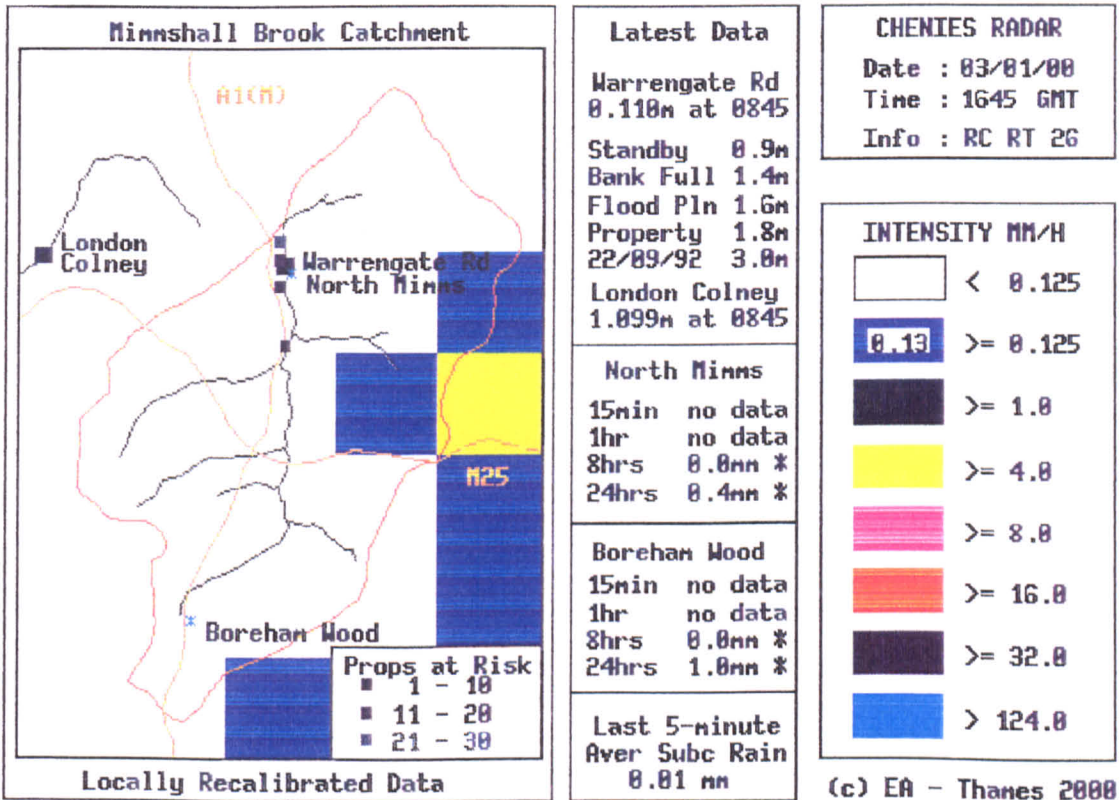 Mimmshall Brook Catchment
A1(M)
London
Colney
Warrengate Rd
North Mimms
M25
Boreham Wood
Props at Risk
1 - 10
11 - 20
21 - 30
Locally Recalibrated Data
Latest Data
Warrengate Rd
0.110m at 0845
Standby 0.9m
Bank Full 1.4m
Flood Pln 1.6m
Property 1.8m
22/09/92 3.0m
London Colney
1.099m at 0845
North Mimms
15min no data
1hr no data
8hrs 0.0mm *
24hrs 0.4mm *
Boreham Wood
15min no data
1hr no data
8hrs 0.0mm *
24hrs 1.0mm *
Last 5-minute
Aver Subc Rain
0.01 mm
CHENIES RADAR
Date : 03/01/00
Time : 1645 GMT
Info : RC RT 26
INTENSITY MM/H
< 0.125
0.13 >= 0.125
>= 1.0
>= 4.0
>= 8.0
>= 16.0
>= 32.0
> 124.0
(c) EA - Thames 2000